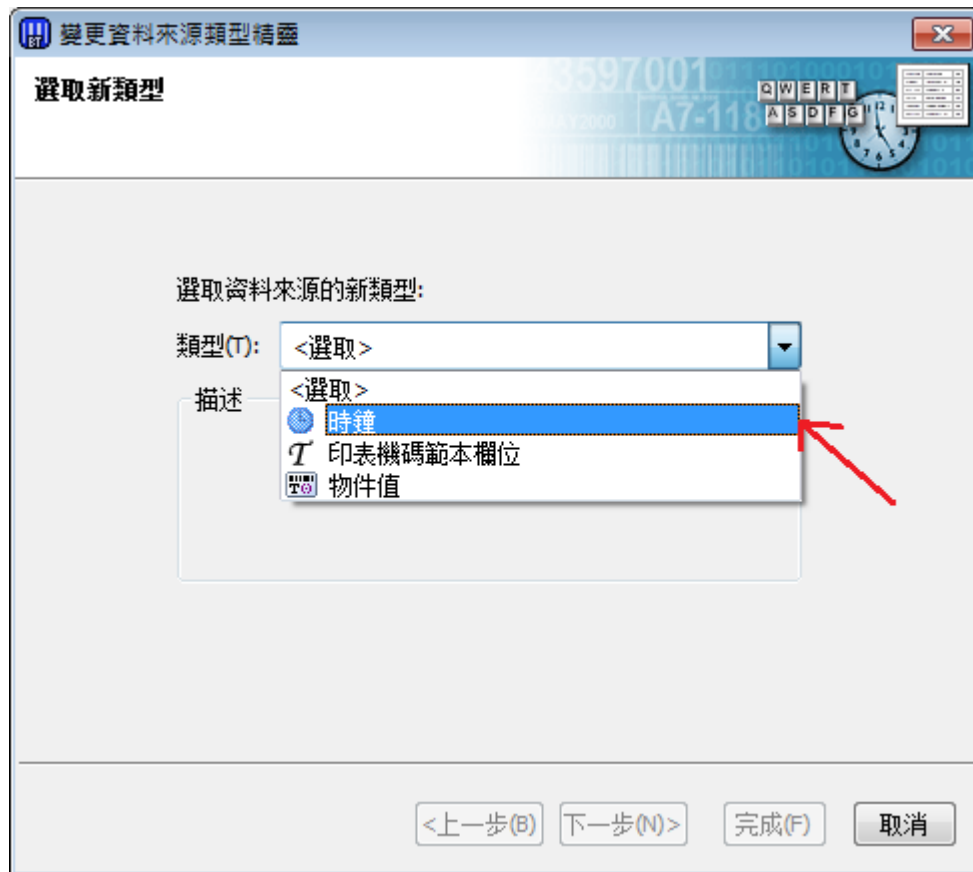 BT 變更資料來源類型精靈
選取新類型
43597001
MAY2000
A7-118
QWERT
ASDFG
選取資料來源的新類型:
類型(T): <選取>
描述
<選取>
時鐘
印表機碼範本欄位
物件值
<上一步(B) 下一步(N)> 完成(F) 取消